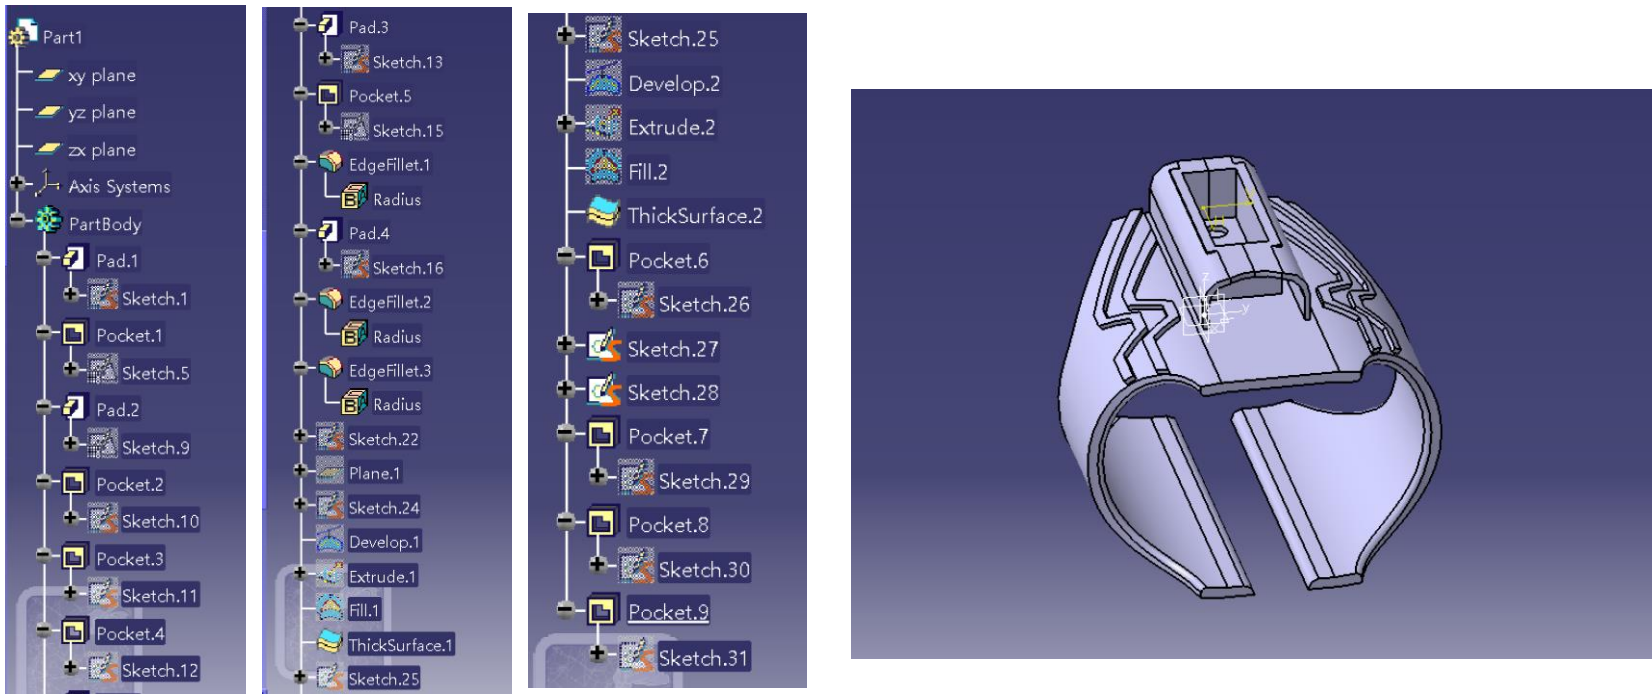 Part1
xy plane
yz plane
zx plane
Axis Systems
PartBody
Pad.1
Sketch.1
Pocket.1
Sketch.5
Pad.2
Sketch.9
Pocket.2
Sketch.10
Pocket.3
Sketch.11
Pocket.4
Sketch.12
Pad.3
Sketch.13
Pocket.5
Sketch.15
EdgeFillet.1
Radius
Pad.4
Sketch.16
EdgeFillet.2
Radius
EdgeFillet.3
Radius
Sketch.22
Plane.1
Sketch.24
Develop.1
Extrude.1
Fill.1
ThickSurface.1
Sketch.25
Sketch.25
Develop.2
Extrude.2
Fill.2
ThickSurface.2
Pocket.6
Sketch.26
Sketch.27
Sketch.28
Pocket.7
Sketch.29
Pocket.8
Sketch.30
Pocket.9
Sketch.31
z
y